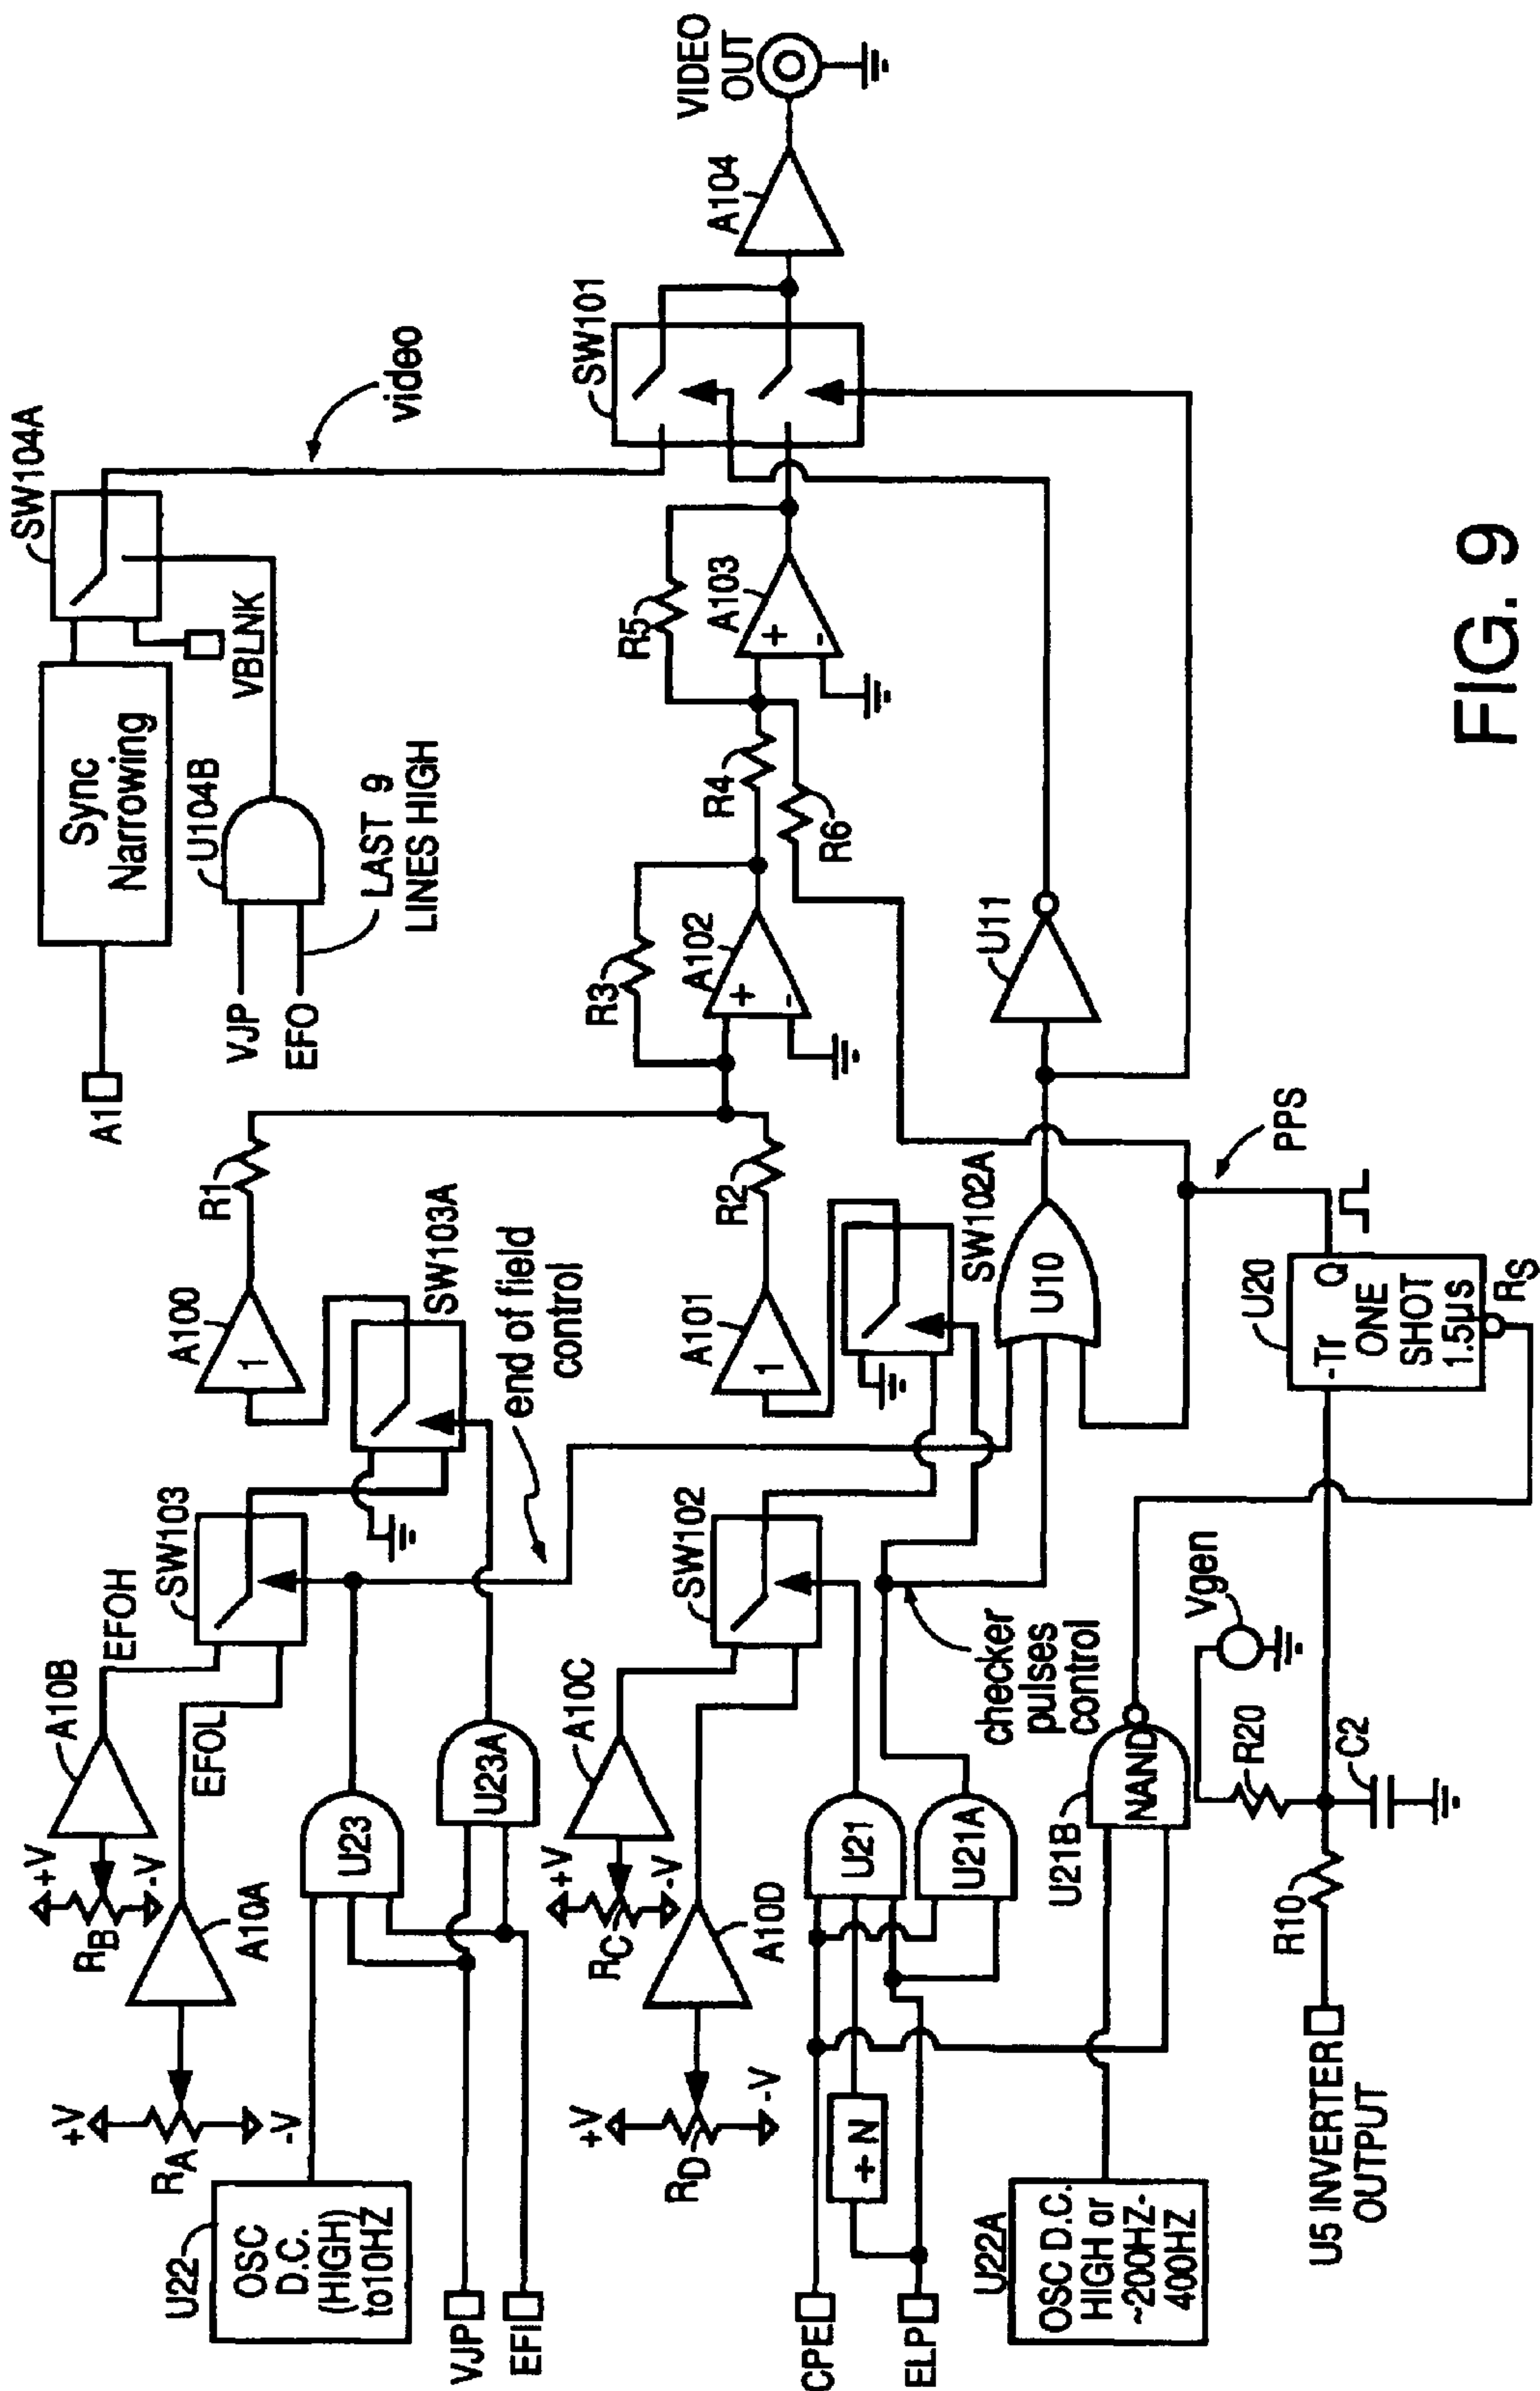 A1
Sync
Narrowing
SW104A
VBLNK
VJP
EFO
U104B
LAST 9
LINES HIGH
video
+V
RB
-V
A10B
EFOH
+V
RA
-V
A10A
EFOL
SW103
SW103A
A100
1
R1
U22
OSC
D.C.
(HIGH)
to10HZ
U23
U23A
VJP
EFI
end of field
control
+V
RC
-V
A10C
+V
RD
-V
A10D
SW102
SW102A
A101
1
R2
R3
A102
+
-
R4
R6
R5
A103
+
-
SW101
A104
VIDEO
OUT
CPE
ELP
+ N
U21
U21A
checker
pulses
control
U10
U11
U22A
OSC D.C.
HIGH or
~200HZ-
400HZ
U21B
NAND
Vgen
R20
C2
R10
U5 INVERTER
OUTPUT
U20
-Tr
Q
ONE
SHOT
1.5µs
RS
PPS
FIG. 9